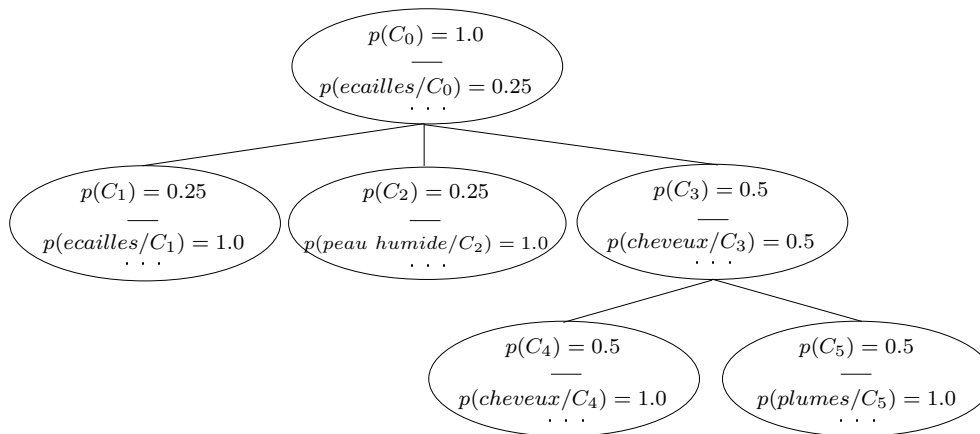 p(C₀) = 1.0
—
p(ecailles/C₀) = 0.25
. . .
p(C₁) = 0.25
—
p(ecailles/C₁) = 1.0
. . .
p(C₂) = 0.25
—
p(peau humide/C₂) = 1.0
. . .
p(C₃) = 0.5
—
p(cheveux/C₃) = 0.5
. . .
p(C₄) = 0.5
—
p(cheveux/C₄) = 1.0
. . .
p(C₅) = 0.5
—
p(plumes/C₅) = 1.0
. . .